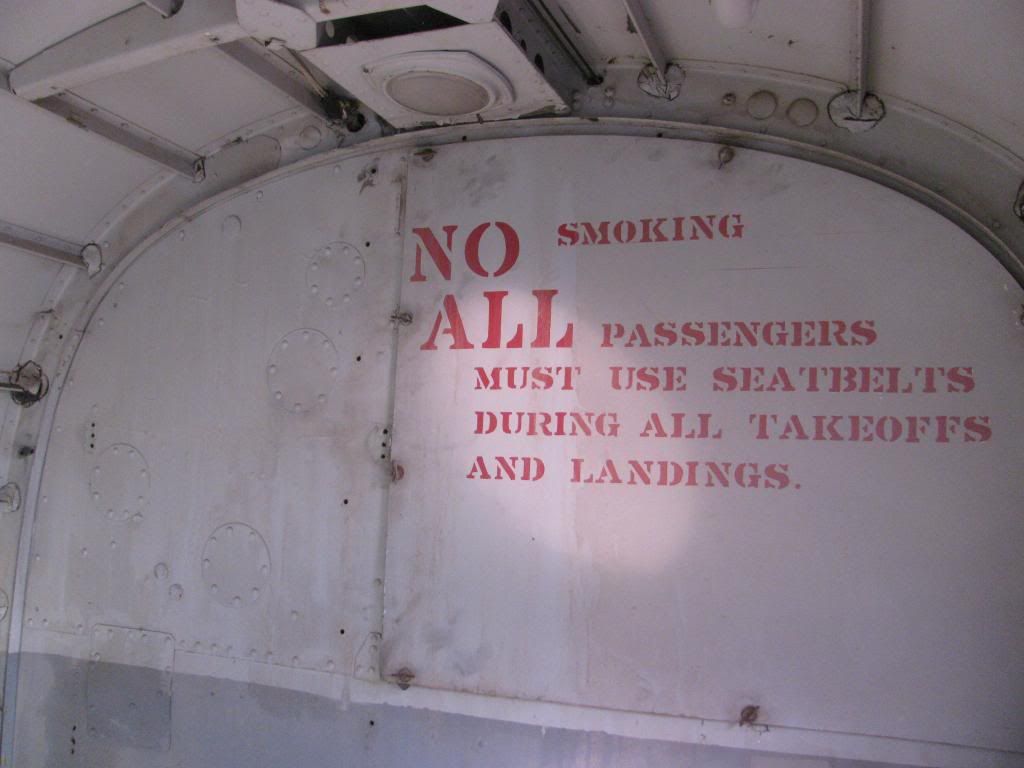 NO SMOKING
ALL PASSENGERS
MUST USE SEATBELTS
DURING ALL TAKEOFFS
AND LANDINGS.